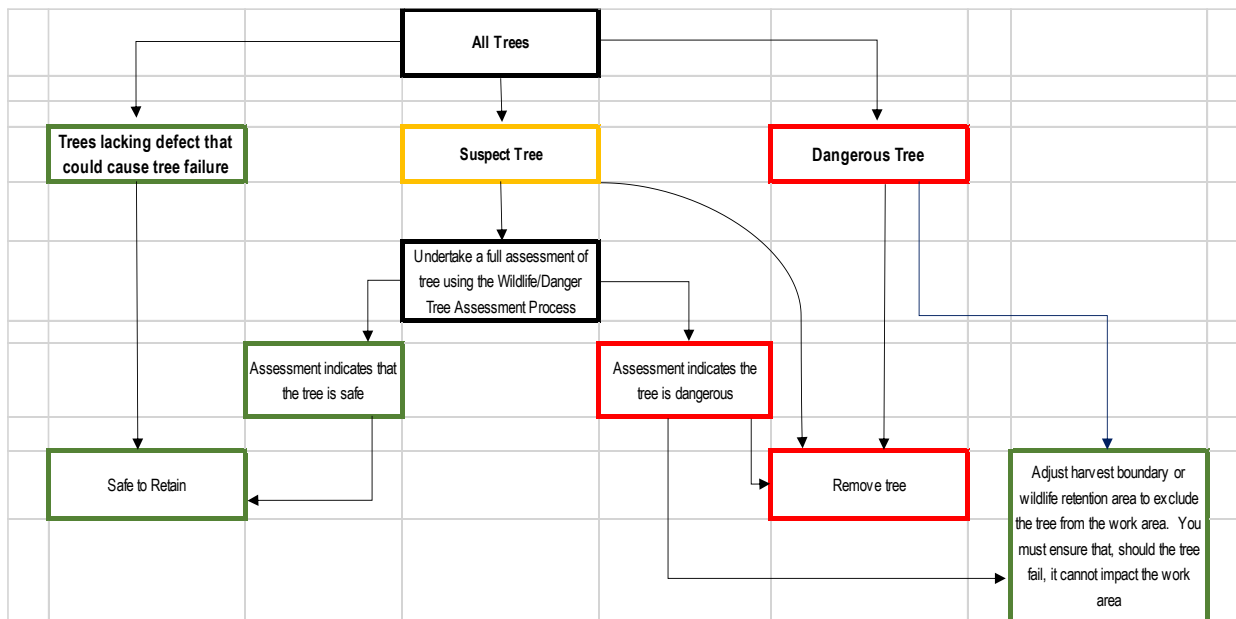 All Trees
Trees lacking defect that
could cause tree failure
Suspect Tree
Dangerous Tree
Undertake a full assessment of
tree using the Wildlife/Danger
Tree Assessment Process
Assessment indicates that
the tree is safe
Assessment indicates the
tree is dangerous
Safe to Retain
Remove tree
Adjust harvest boundary or
wildlife retention area to exclude
the tree from the work area. You
must ensure that, should the tree
fail, it cannot impact the work
area